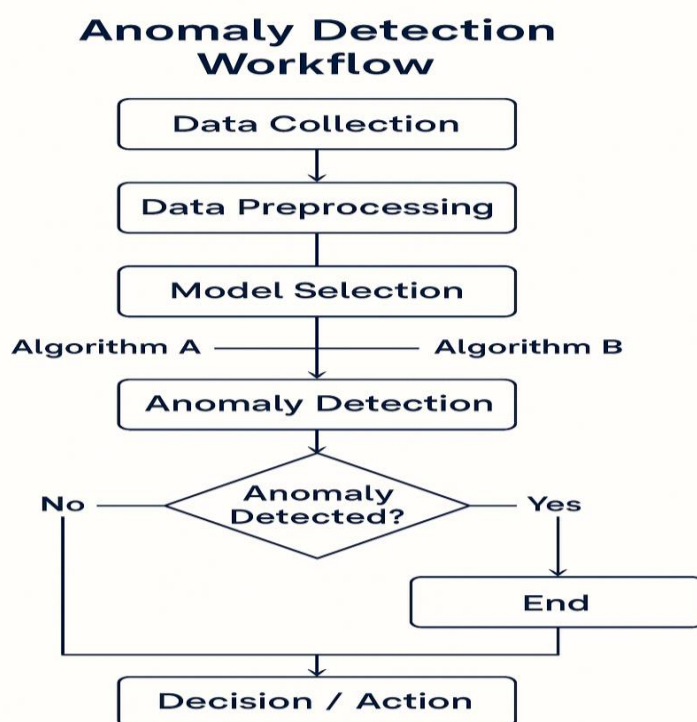 Anomaly Detection
Workflow
Data Collection
Data Preprocessing
Model Selection
Algorithm A
Algorithm B
Anomaly Detection
Anomaly
Detected?
No
Yes
End
Decision / Action